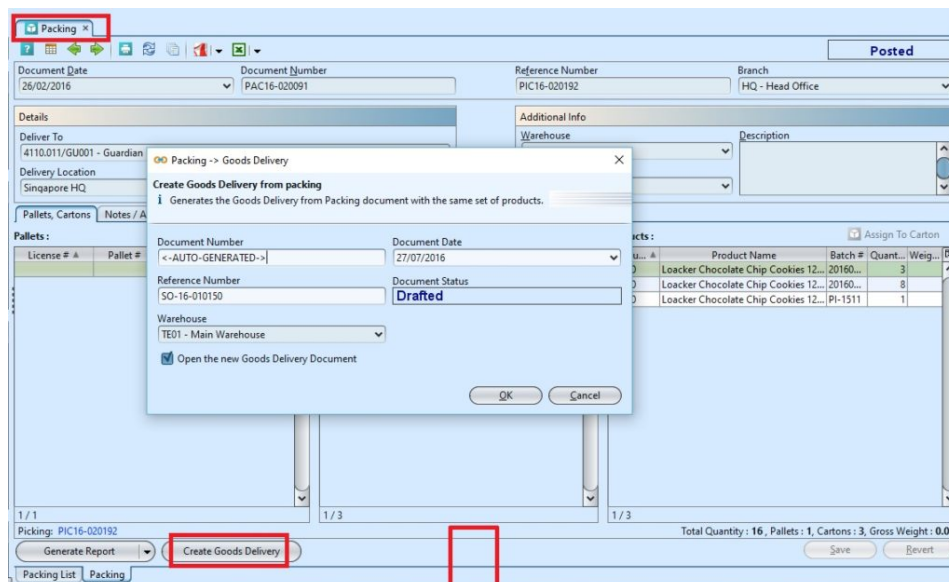 Packing
Posted
Document Date
Document Number
Reference Number
Branch
26/02/2016
PAC16-020091
PIC16-020192
HQ - Head Office
Details
Additional Info
Deliver To
4110.011/GU001 - Guardian
Delivery Location
Singapore HQ
Warehouse
Description
Pallets, Cartons
Notes / A
Packing -> Goods Delivery
Create Goods Delivery from packing
i Generates the Goods Delivery from Packing document with the same set of products.
Document Number
Document Date
<-AUTO-GENERATED->
27/07/2016
Reference Number
Document Status
SO-16-010150
Drafted
Warehouse
TE01 - Main Warehouse
Open the new Goods Delivery Document
OK
Cancel
Pallets :
License #
Pallet #
ucts :
Assign To Carton
u...
Product Name
Batch #
Quant...
Weig...
Loacker Chocolate Chip Cookies 12... 20160... 3
Loacker Chocolate Chip Cookies 12... 20160... 8
Loacker Chocolate Chip Cookies 12... PI-1511 1
1 / 1
1 / 3
1 / 3
Picking: PIC16-020192
Total Quantity : 16 , Pallets : 1, Cartons : 3, Gross Weight : 0.0
Generate Report
Create Goods Delivery
Save
Revert
Packing List
Packing